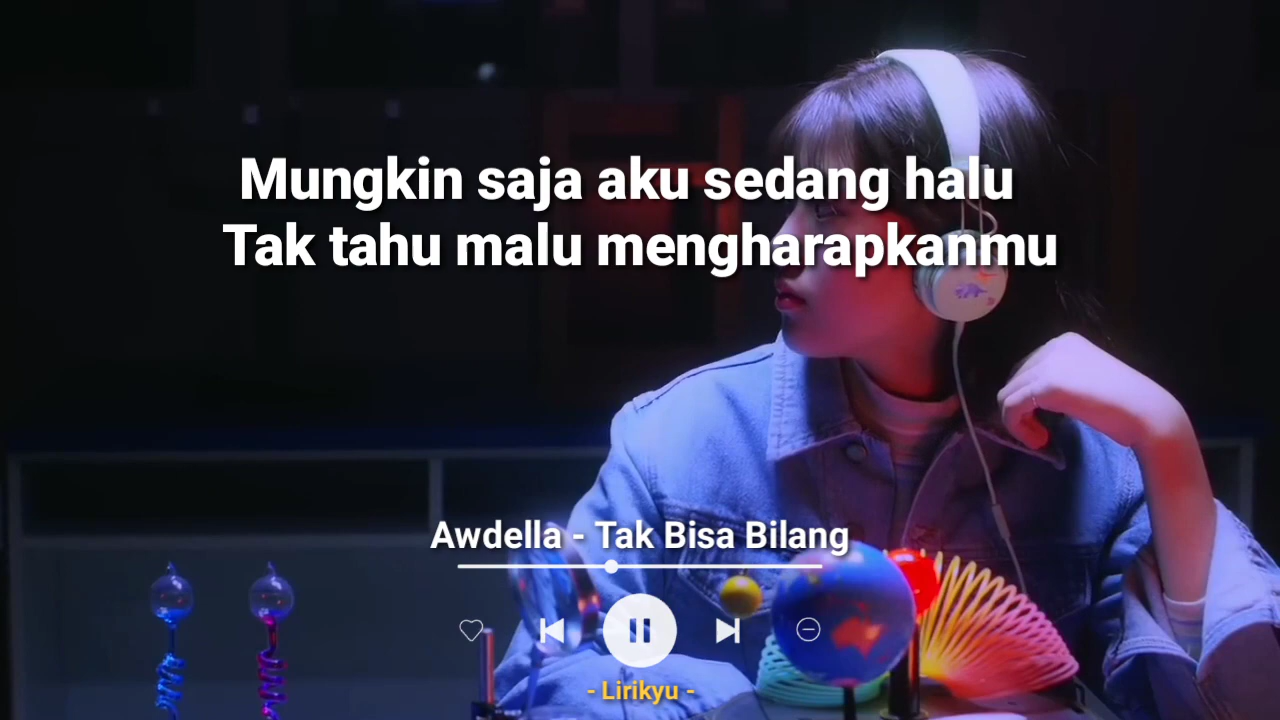 Mungkin saja aku sedang halu
Tak tahu malu mengharapkanmu
Awdella - Tak Bisa Bilang
- Lirikyu -